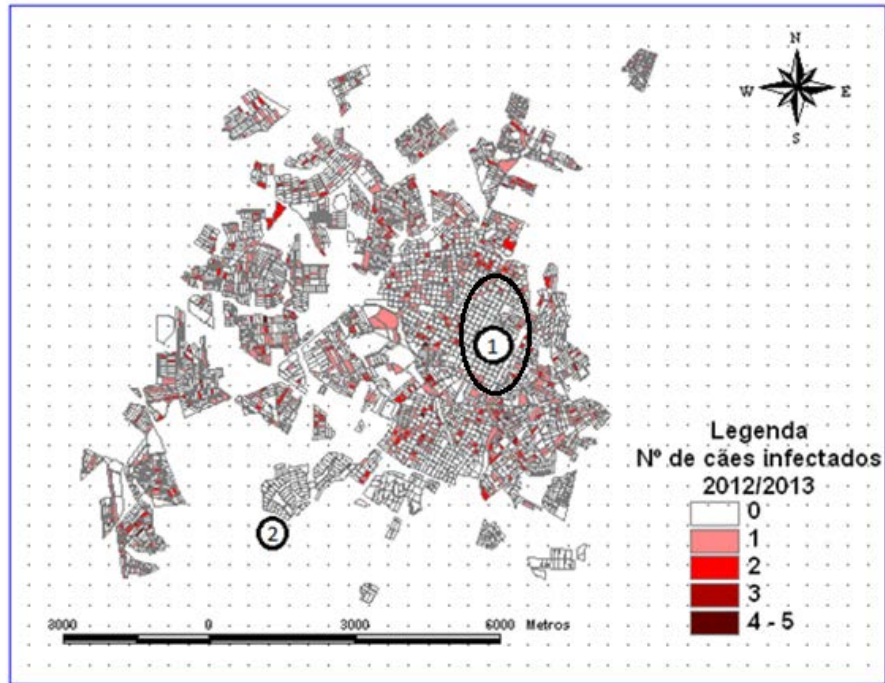 N
W E
S
1
2
Legenda
Nº de cães infectados
2012/2013
0
1
2
3
4 - 5
3000 0 3000 6000 Metros